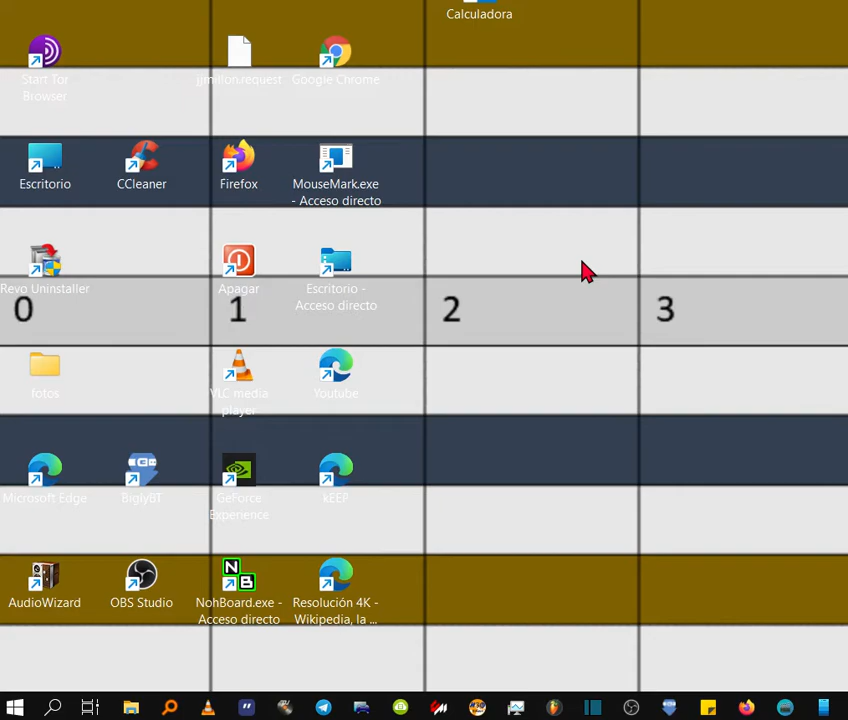 Calculadora
Start Tor
Browser
jjmillon.request
Google Chrome
Escritorio
CCleaner
Firefox
MouseMark.exe
- Acceso directo
Revo Uninstaller
Apagar
Escritorio -
Acceso directo
0
1
2
3
fotos
VLC media
player
Youtube
Microsoft Edge
BiglyBT
GeForce
Experience
kEEP
AudioWizard
OBS Studio
NohBoard.exe -
Acceso directo
Resolución 4K -
Wikipedia, la ...